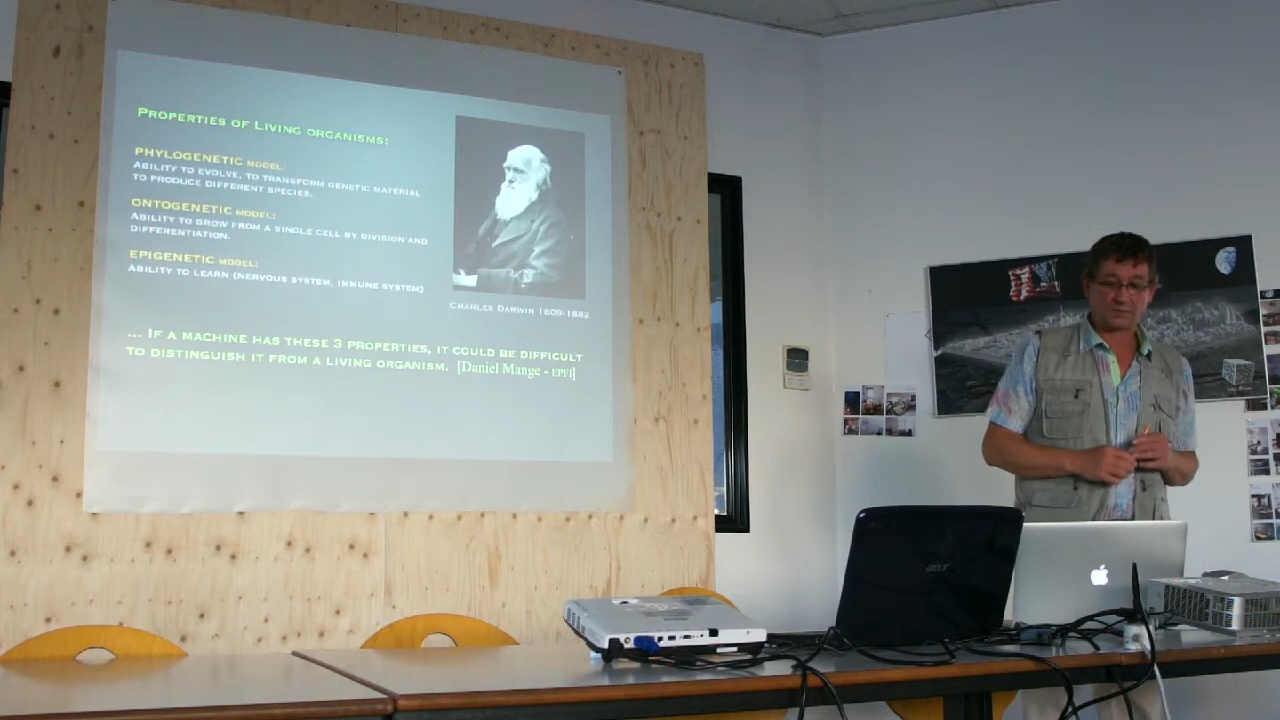 PROPERTIES OF LIVING ORGANISMS:
PHYLOGENETIC MODEL:
ABILITY TO EVOLVE, TO TRANSFORM GENETIC MATERIAL
TO PRODUCE DIFFERENT SPECIES.
ONTOGENETIC MODEL:
ABILITY TO GROW FROM A SINGLE CELL BY DIVISION AND
DIFFERENTIATION.
EPIGENETIC MODEL:
ABILITY TO LEARN (NERVOUS SYSTEM, IMMUNE SYSTEM)
CHARLES DARWIN 1809-1882
... IF A MACHINE HAS THESE 3 PROPERTIES, IT COULD BE DIFFICULT
TO DISTINGUISH IT FROM A LIVING ORGANISM. [Daniel Mange - EPFl]
acer